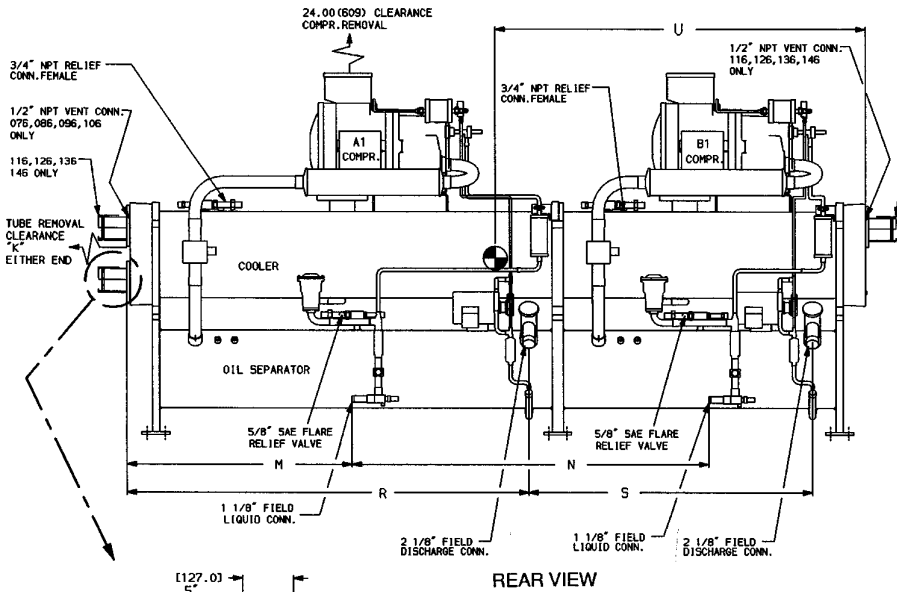 24.00(609) CLEARANCE
COMPR.REMOVAL
U
1/2" NPT VENT CONN.
116,126,136,146
ONLY
3/4" NPT RELIEF
CONN.FEMALE
3/4" NPT RELIEF
CONN.FEMALE
1/2" NPT VENT CONN.
076,086,096,106
ONLY
A1
COMPR.
B1
COMPR.
116,126,136
146 ONLY
TUBE REMOVAL
CLEARANCE
"K"
EITHER END
COOLER
OIL SEPARATOR
5/8" SAE FLARE
RELIEF VALVE
5/8" SAE FLARE
RELIEF VALVE
M
N
R
S
1 1/8" FIELD
LIQUID CONN.
2 1/8" FIELD
DISCHARGE CONN.
1 1/8" FIELD
LIQUID CONN.
2 1/8" FIELD
DISCHARGE CONN.
[127.0]
5"
REAR VIEW